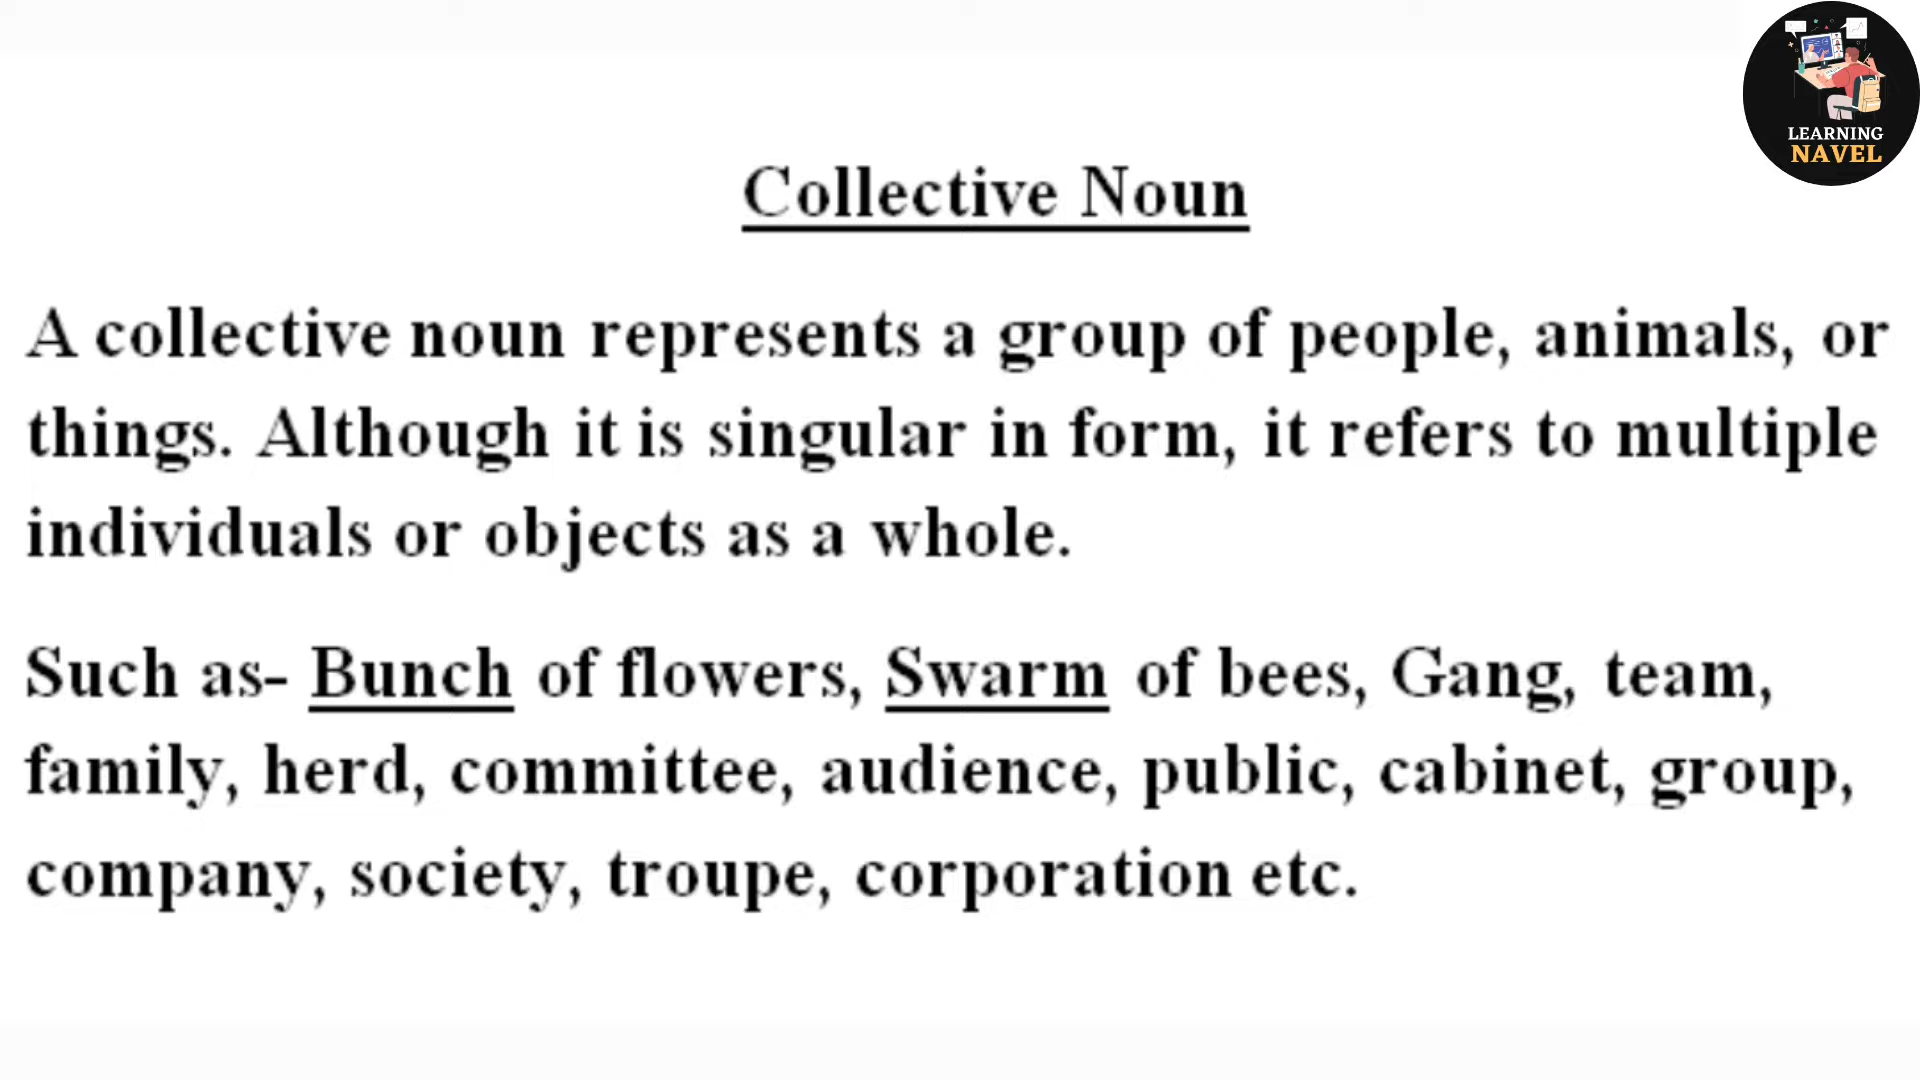 LEARNING
NAVEL
Collective Noun
A collective noun represents a group of people, animals, or
things. Although it is singular in form, it refers to multiple
individuals or objects as a whole.
Such as- Bunch of flowers, Swarm of bees, Gang, team,
family, herd, committee, audience, public, cabinet, group,
company, society, troupe, corporation etc.